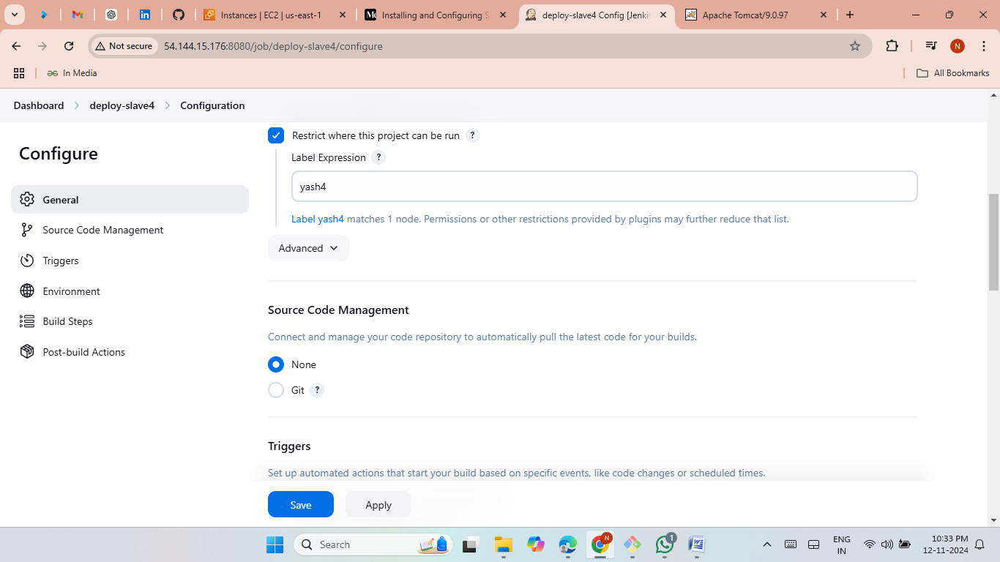 Instances | EC2 | us-east-1
Installing and Configuring S
deploy-slave4 Config [Jenki
Apache Tomcat/9.0.97
Not secure
54.144.15.176:8080/job/deploy-slave4/configure
N
In Media
All Bookmarks
Dashboard
deploy-slave4
Configuration
Configure
General
Source Code Management
Triggers
Environment
Build Steps
Post-build Actions
Restrict where this project can be run ?
Label Expression ?
yash4
Label yash4 matches 1 node. Permissions or other restrictions provided by plugins may further reduce that list.
Advanced
Source Code Management
Connect and manage your code repository to automatically pull the latest code for your builds.
None
Git ?
Triggers
Set up automated actions that start your build based on specific events, like code changes or scheduled times.
Save
Apply
Search
N
1
ENG
IN
10:33 PM
12-11-2024